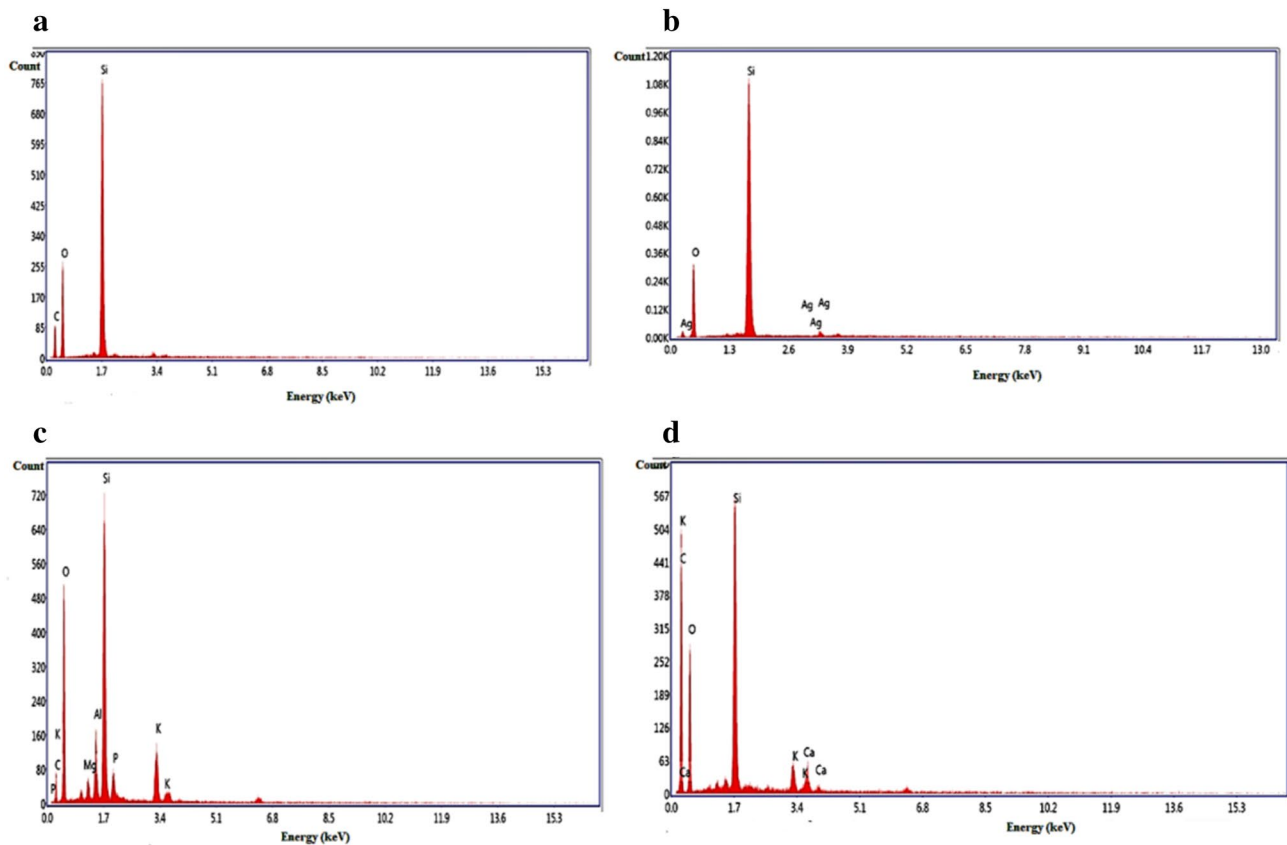 a
Count
Si
765
680
595
510
425
340
O
255
170
C
85
0
0.0 1.7 3.4 5.1 6.8 8.5 10.2 11.9 13.6 15.3
Energy (keV)
b
Count 1.20K
Si
1.08K
0.96K
0.84K
0.72K
0.60K
0.48K
O
0.36K
0.24K
Ag Ag
0.12K
Ag Ag
0.00K
0.0 1.3 2.6 3.9 5.2 6.5 7.8 9.1 10.4 11.7 13.0
Energy (keV)
c
Count
Si
720
640
O
560
480
400
320
240
Al
K K
160
C Mg P
80
P K
0
0.0 1.7 3.4 5.1 6.8 8.5 10.2 11.9 13.6 15.3
Energy (keV)
d
Count
567
Si
K
504
C
441
378
O
315
252
189
126
K Ca
63
Ca K Ca
0
0.0 1.7 3.4 5.1 6.8 8.5 10.2 11.9 13.6 15.3
Energy (keV)